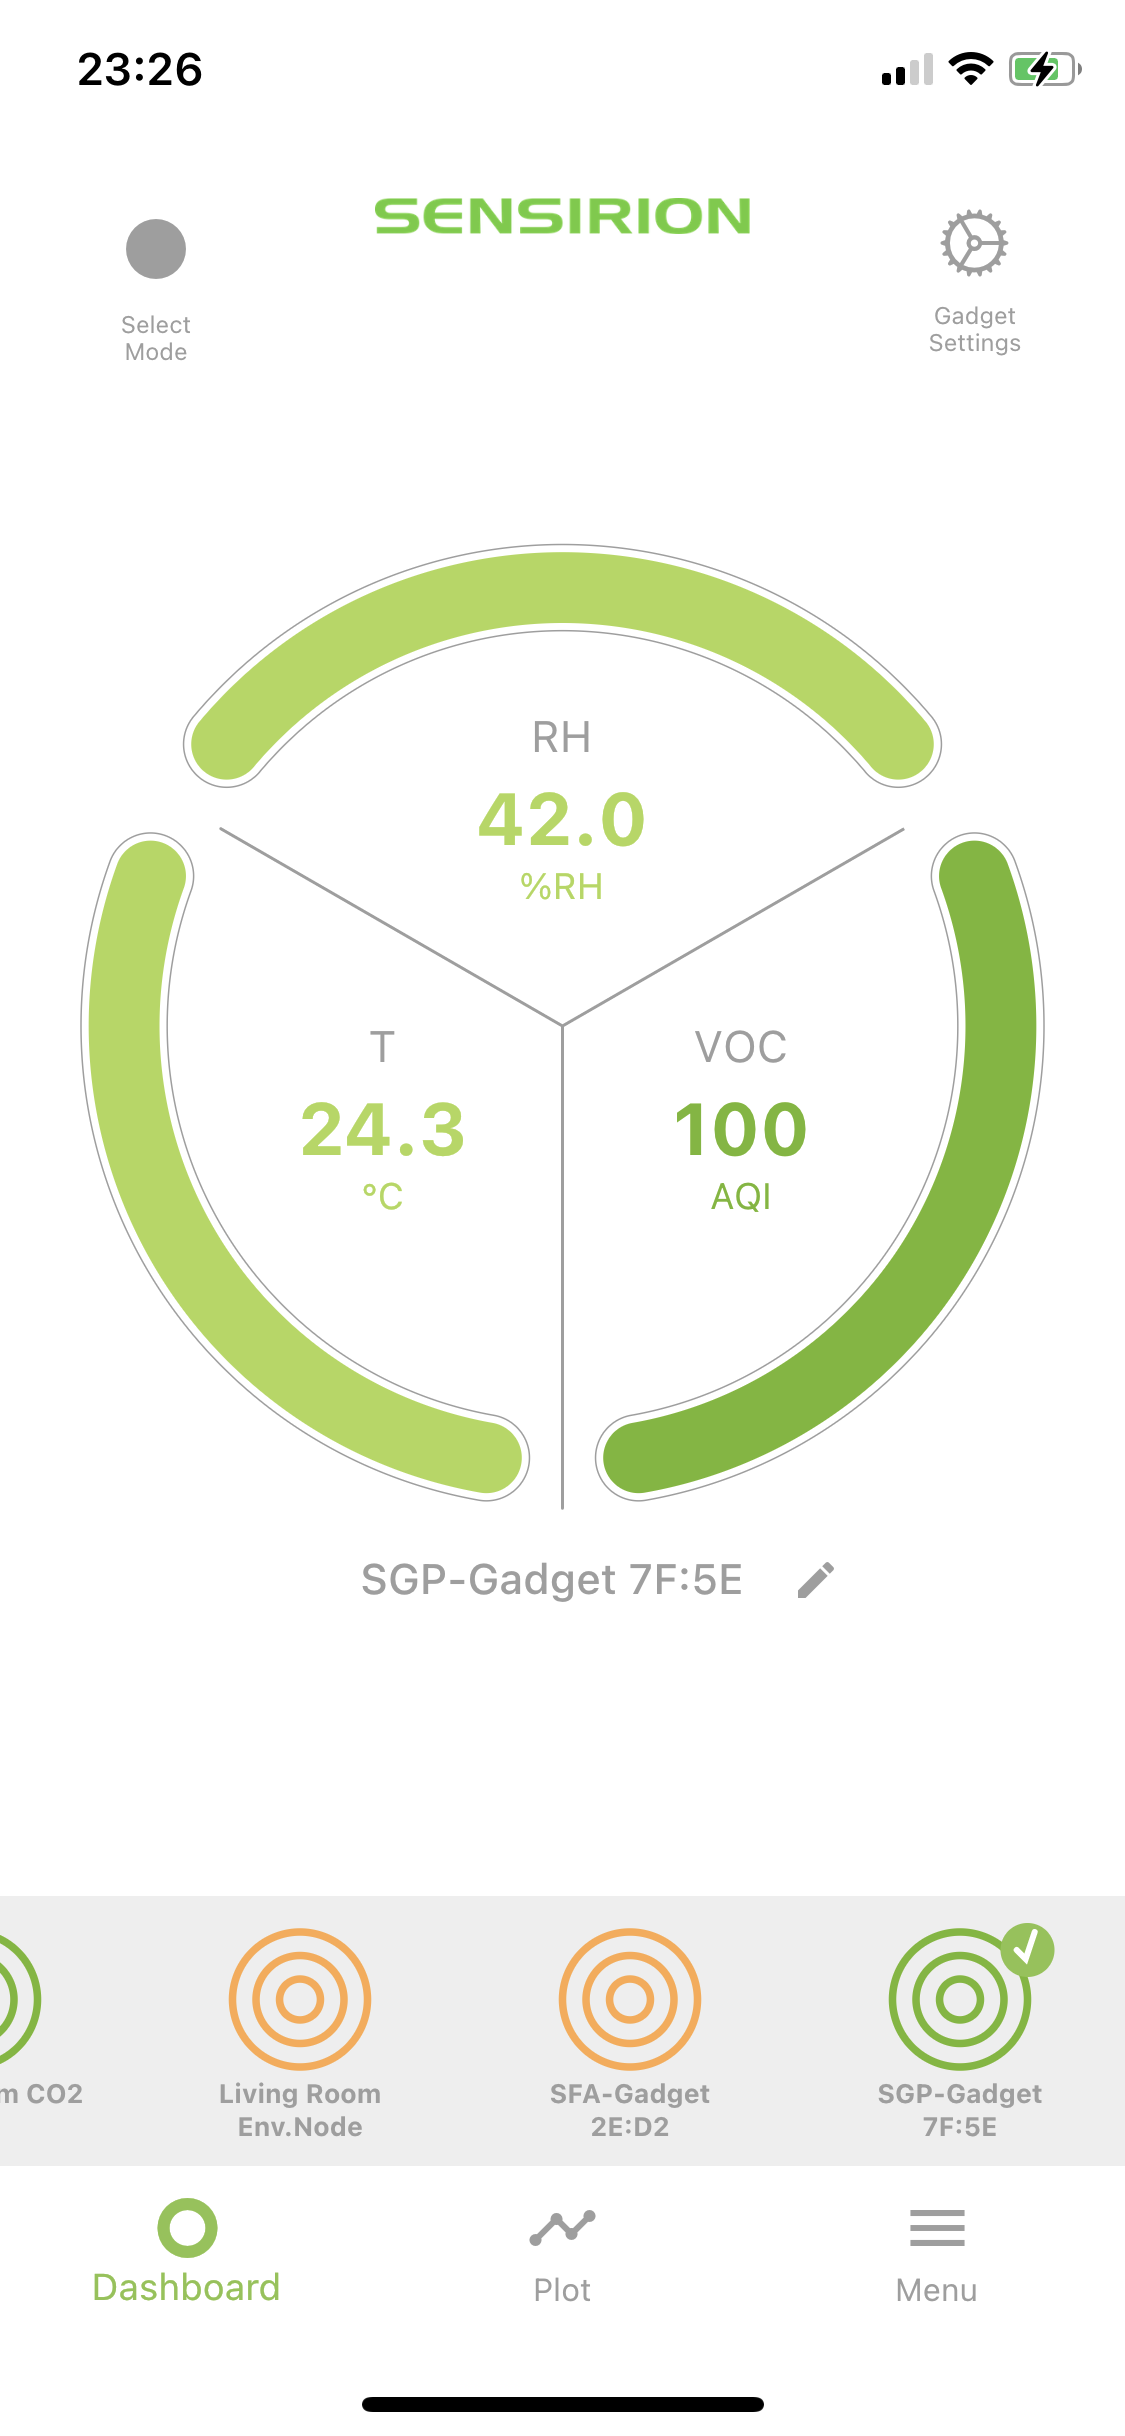 23:26
SENSIRION
Select
Mode
Gadget
Settings
RH
42.0
%RH
T
24.3
°C
VOC
100
AQI
SGP-Gadget 7F:5E
CO2
Living Room
Env.Node
SFA-Gadget
2E:D2
SGP-Gadget
7F:5E
Dashboard
Plot
Menu